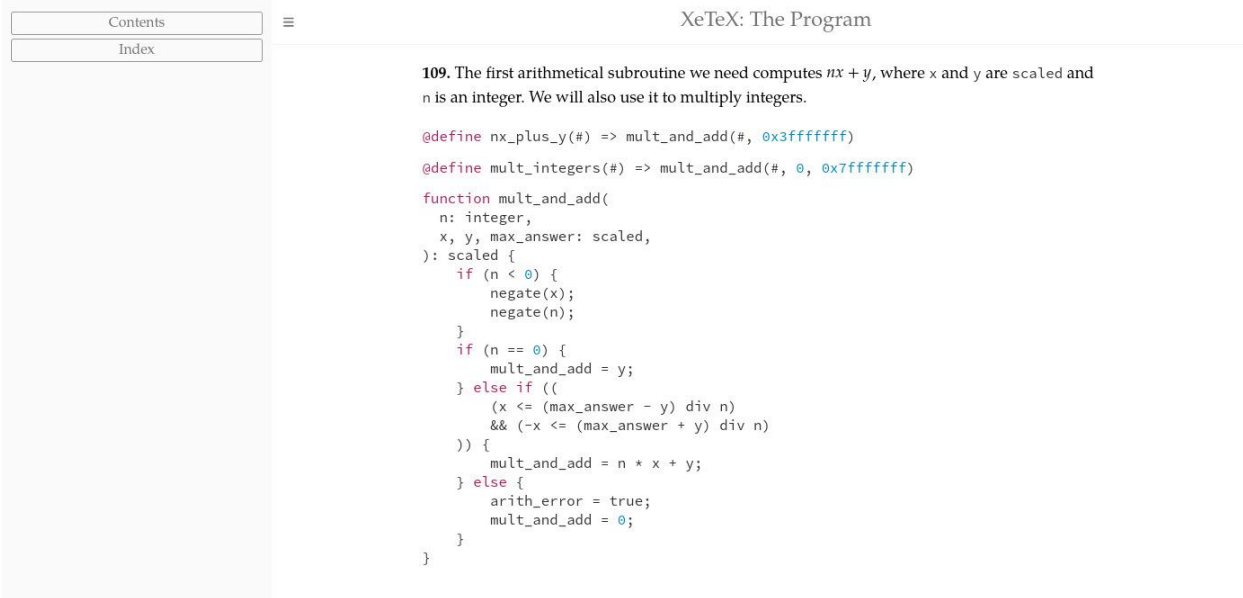 Contents
Index
≡
XeTeX: The Program
109. The first arithmetical subroutine we need computes nx + y, where x and y are scaled and
n is an integer. We will also use it to multiply integers.
@define nx_plus_y(#) => mult_and_add(#, 0x3fffffff)
@define mult_integers(#) => mult_and_add(#, 0, 0x7fffffff)
function mult_and_add(
  n: integer,
  x, y, max_answer: scaled,
): scaled {
    if (n < 0) {
        negate(x);
        negate(n);
    }
    if (n == 0) {
        mult_and_add = y;
    } else if ((
        (x <= (max_answer - y) div n)
        && (-x <= (max_answer + y) div n)
    )) {
        mult_and_add = n * x + y;
    } else {
        arith_error = true;
        mult_and_add = 0;
    }
}